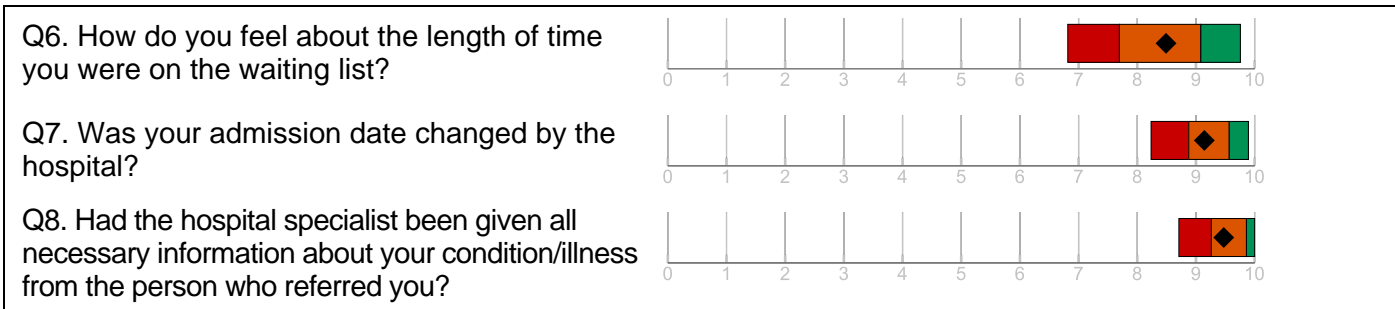 Q6. How do you feel about the length of time
you were on the waiting list?
0 1 2 3 4 5 6 7 8 9 10
Q7. Was your admission date changed by the
hospital?
0 1 2 3 4 5 6 7 8 9 10
Q8. Had the hospital specialist been given all
necessary information about your condition/illness
from the person who referred you?
0 1 2 3 4 5 6 7 8 9 10